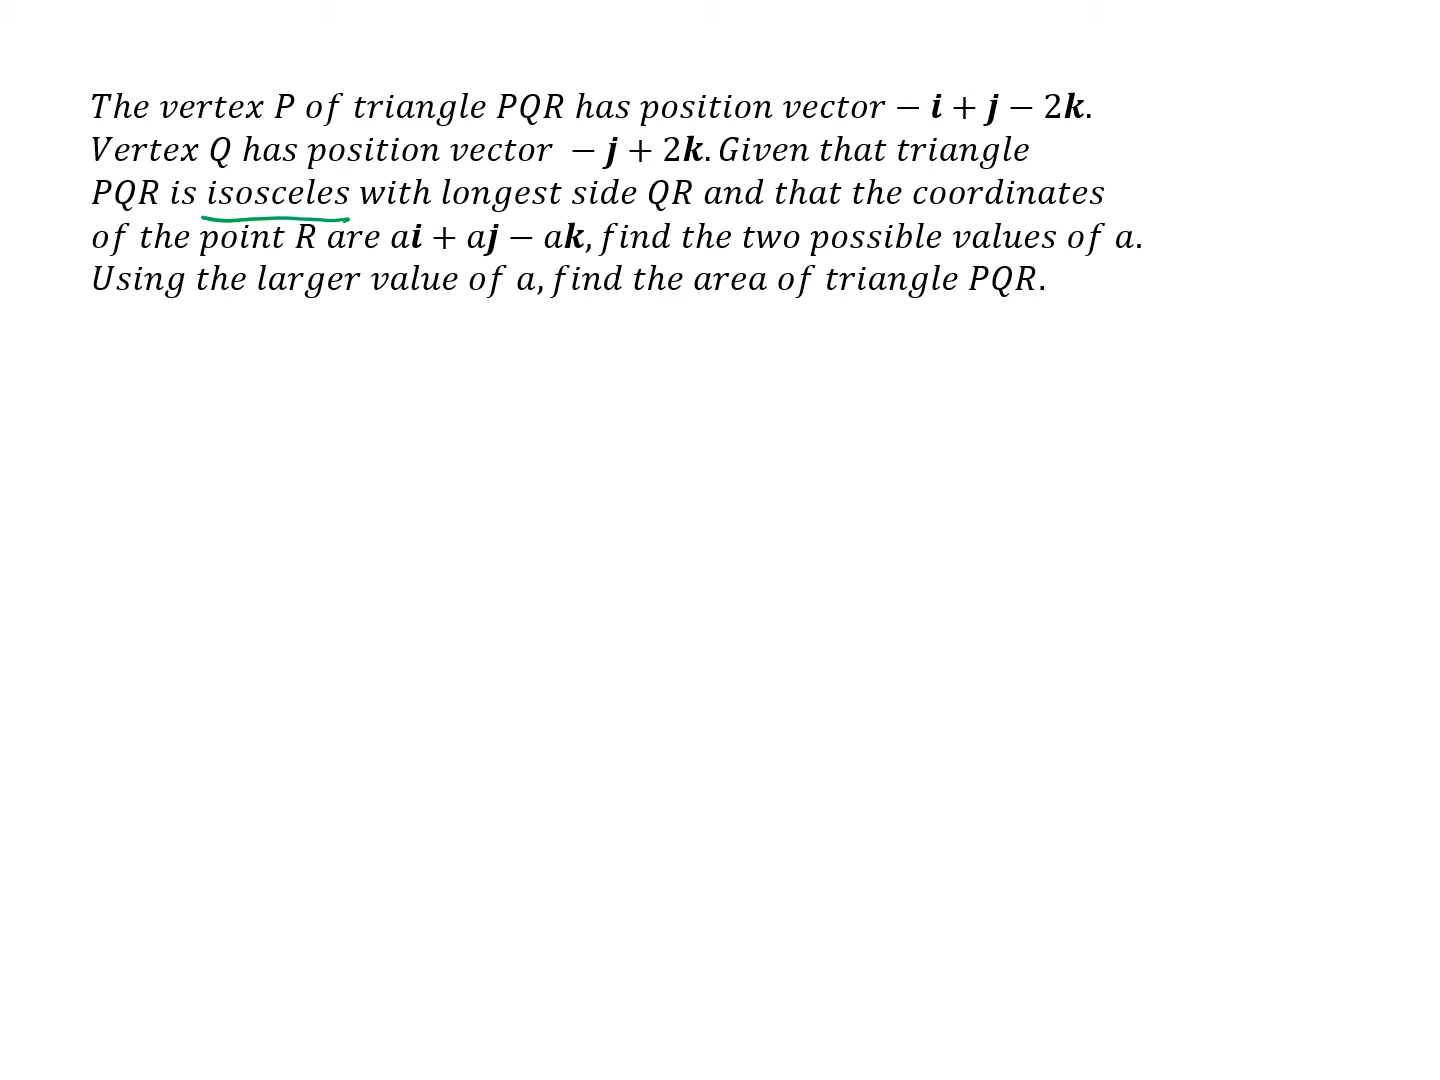 The vertex P of triangle PQR has position vector − i + j − 2k.
Vertex Q has position vector − j + 2k. Given that triangle
PQR is isosceles with longest side QR and that the coordinates
of the point R are ai + aj − ak, find the two possible values of a.
Using the larger value of a, find the area of triangle PQR.